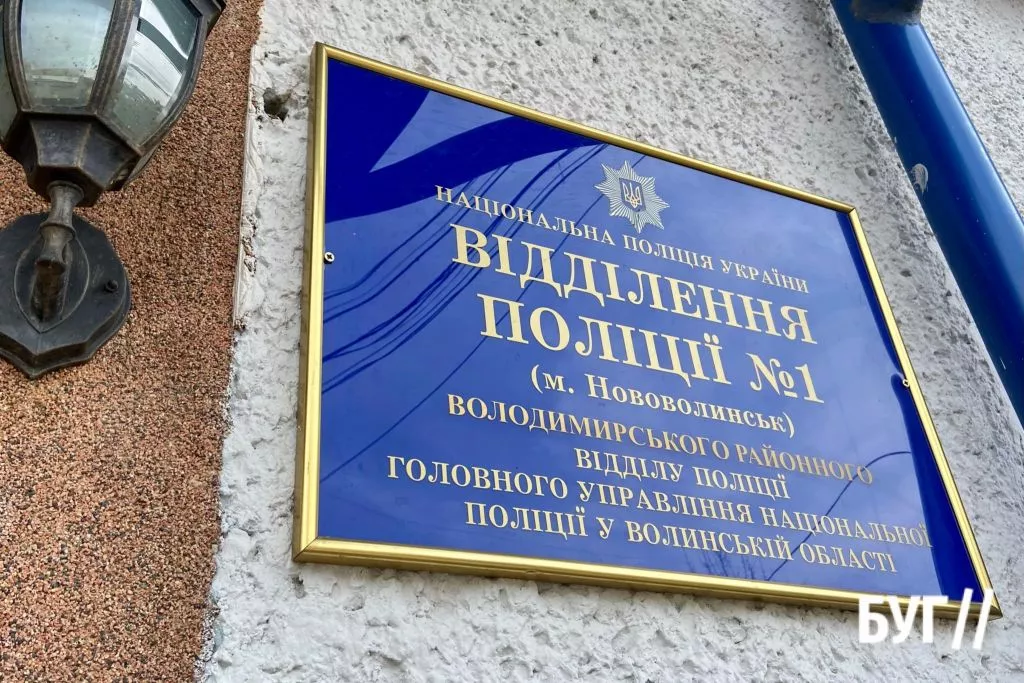 НАЦІОНАЛЬНА ПОЛІЦІЯ УКРАЇНИ
ВІДДІЛЕННЯ
ПОЛІЦІЇ №1
(м. Нововолинськ)
ВОЛОДИМИРСЬКОГО РАЙОННОГО
ВІДДІЛУ ПОЛІЦІЇ
ГОЛОВНОГО УПРАВЛІННЯ НАЦІОНАЛЬНОЇ
ПОЛІЦІЇ У ВОЛИНСЬКІЙ ОБЛАСТІ
БУГ //